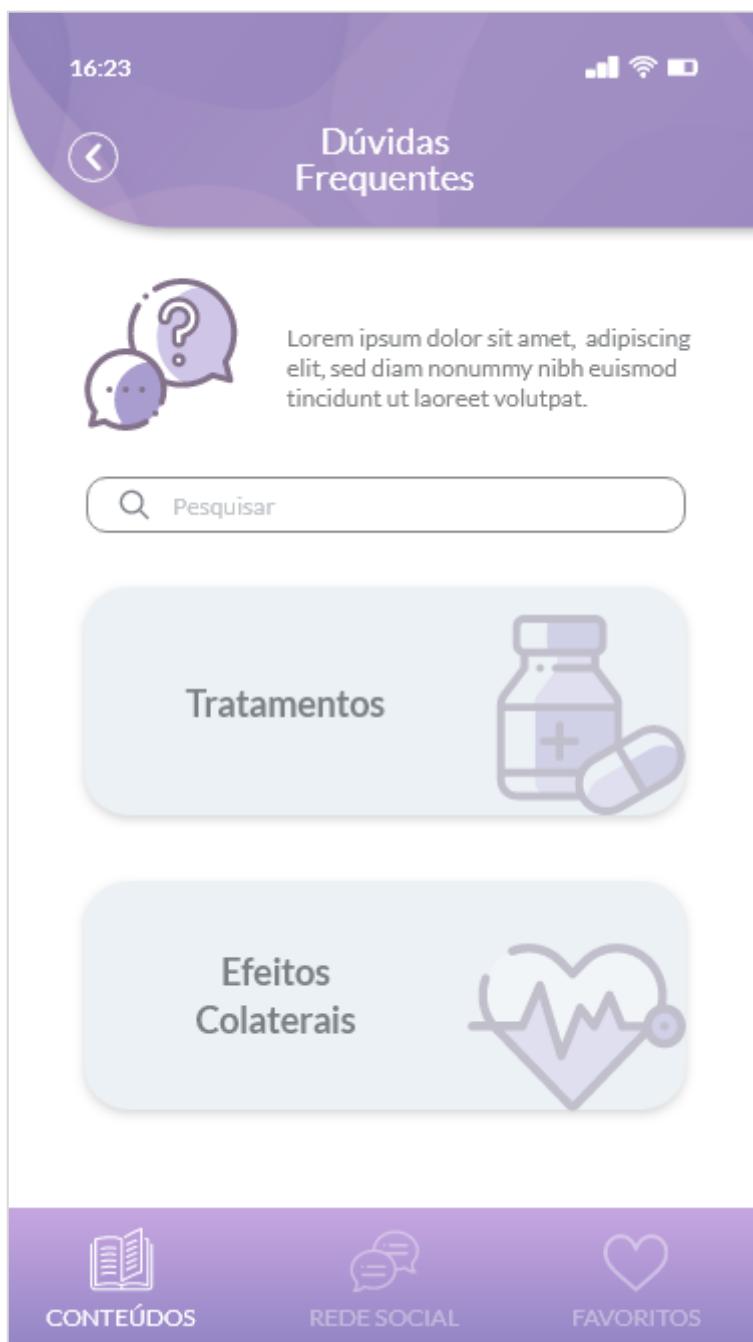 16:23
Dúvidas
Frequentes
Lorem ipsum dolor sit amet, adipiscing
elit, sed diam nonummy nibh euismod
tincidunt ut laoreet volutpat.
Pesquisar
Tratamentos
Efeitos
Colaterais
CONTEÚDOS REDE SOCIAL FAVORITOS